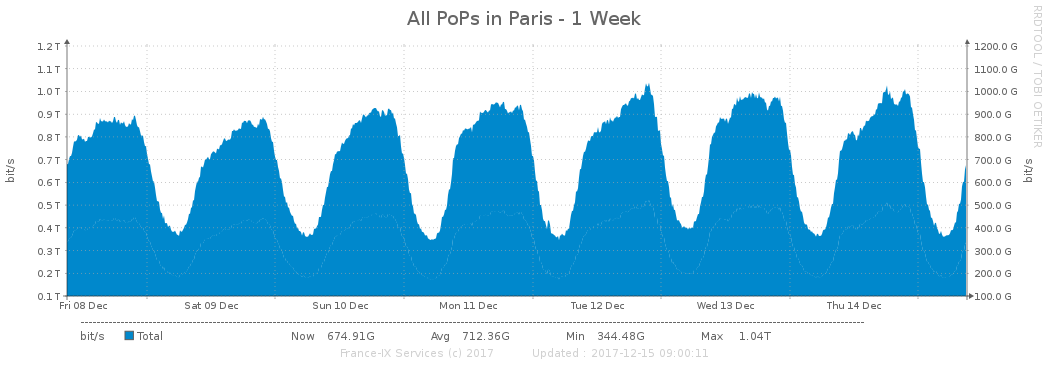 All PoPs in Paris - 1 Week
RRDTOOL / TOBI OETIKER
bit/s
1.2 T
1.1 T
1.0 T
0.9 T
0.8 T
0.7 T
0.6 T
0.5 T
0.4 T
0.3 T
0.2 T
0.1 T
1200.0 G
1100.0 G
1000.0 G
900.0 G
800.0 G
700.0 G
600.0 G
500.0 G
400.0 G
300.0 G
200.0 G
100.0 G
bit/s
Fri 08 Dec Sat 09 Dec Sun 10 Dec Mon 11 Dec Tue 12 Dec Wed 13 Dec Thu 14 Dec
bit/s Total Now 674.91G Avg 712.36G Min 344.48G Max 1.04T
France-IX Services (c) 2017 Updated : 2017-12-15 09:00:11